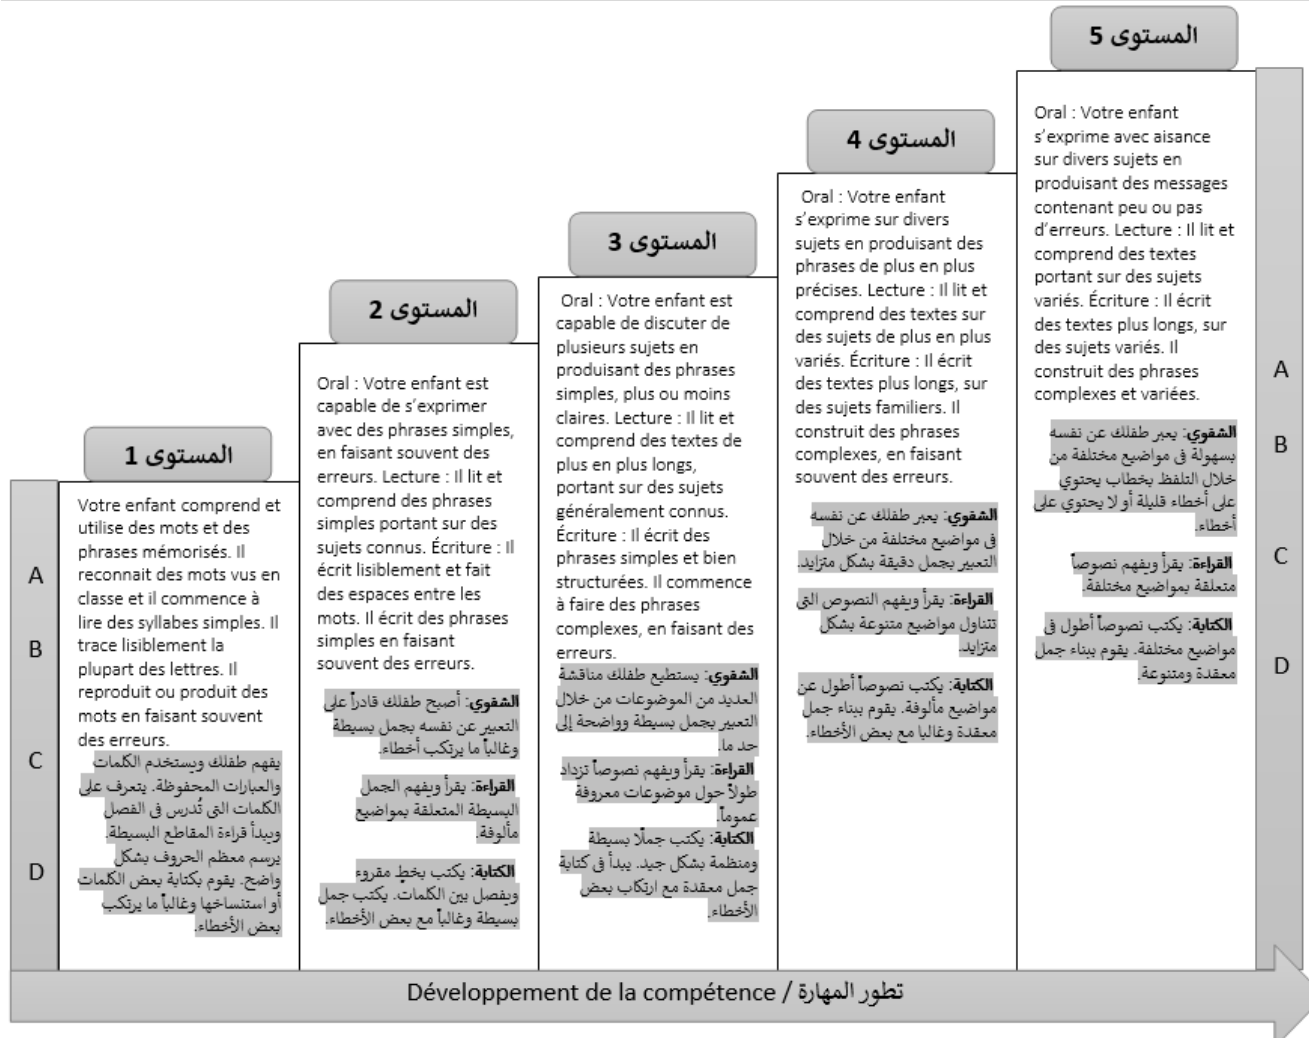 المستوى 1
Votre enfant comprend et
utilise des mots et des
phrases mémorisés. Il
reconnait des mots vus en
classe et il commence à
lire des syllabes simples. Il
trace lisiblement la
plupart des lettres. Il
reproduit ou produit des
mots en faisant souvent
des erreurs.
يفهم طفلك ويستخدم الكلمات
والعبارات المحفوظة. يتعرف على
الكلمات التي تُدرس في الفصل
ويبدأ قراءة المقاطع البسيطة.
يرسم معظم الحروف بشكل
واضح. يقوم بكتابة بعض الكلمات
أو استنساخها وغالباً ما يرتكب
بعض الأخطاء.
المستوى 2
Oral : Votre enfant est
capable de s’exprimer
avec des phrases simples,
en faisant souvent des
erreurs. Lecture : Il lit et
comprend des phrases
simples portant sur des
sujets connus. Écriture : Il
écrit lisiblement et fait
des espaces entre les
mots. Il écrit des phrases
simples en faisant
souvent des erreurs.
الشفوي: أصبح طفلك قادراً على
التعبير عن نفسه بجمل بسيطة
وغالباً ما يرتكب أخطاء.
القراءة: يقرأ ويفهم الجمل
البسيطة المتعلقة بمواضيع
مألوفة.
الكتابة: يكتب بخطٍ مقروء
ويفصل بين الكلمات. يكتب جمل
بسيطة وغالباً مع بعض الأخطاء.
المستوى 3
Oral : Votre enfant est
capable de discuter de
plusieurs sujets en
produisant des phrases
simples, plus ou moins
claires. Lecture : Il lit et
comprend des textes de
plus en plus longs,
portant sur des sujets
généralement connus.
Écriture : Il écrit des
phrases simples et bien
structurées. Il commence
à faire des phrases
complexes, en faisant des
erreurs.
الشفوي: يستطيع طفلك مناقشة
العديد من الموضوعات من خلال
التعبير بجمل بسيطة وواضحة إلى
حد ما.
القراءة: يقرأ ويفهم نصوصاً تزداد
طولاً حول موضوعات معروفة
عموماً.
الكتابة: يكتب جملًا بسيطة
ومنظمة بشكل جيد. يبدأ في كتابة
جمل معقدة مع ارتكاب بعض
الأخطاء.
المستوى 4
Oral : Votre enfant
s’exprime sur divers
sujets en produisant des
phrases de plus en plus
précises. Lecture : Il lit et
comprend des textes sur
des sujets de plus en plus
variés. Écriture : Il écrit
des textes plus longs, sur
des sujets familiers. Il
construit des phrases
complexes, en faisant
souvent des erreurs.
الشفوي: يعبر طفلك عن نفسه
في مواضيع مختلفة من خلال
التعبير بجمل دقيقة بشكل متزايد.
القراءة: يقرأ ويفهم النصوص التي
تتناول مواضيع متنوعة بشكل
متزايد.
الكتابة: يكتب نصوصاً أطول عن
مواضيع مألوفة. يقوم ببناء جمل
معقدة وغالبا مع بعض الأخطاء.
المستوى 5
Oral : Votre enfant
s’exprime avec aisance
sur divers sujets en
produisant des messages
contenant peu ou pas
d’erreurs. Lecture : Il lit et
comprend des textes
portant sur des sujets
variés. Écriture : Il écrit
des textes plus longs, sur
des sujets variés. Il
construit des phrases
complexes et variées.
الشفوي: يعبر طفلك عن نفسه
بسهولة في مواضيع مختلفة من
خلال التلفظ بخطاب يحتوي
على أخطاء قليلة أو لا يحتوي على
أخطاء.
القراءة: يقرأ ويفهم نصوصاً
متعلقة بمواضيع مختلفة.
الكتابة: يكتب نصوصاً أطول في
مواضيع مختلفة. يقوم ببناء جمل
معقدة ومتنوعة.
A
B
C
D
A
B
C
D
Développement de la compétence / تطور المهارة